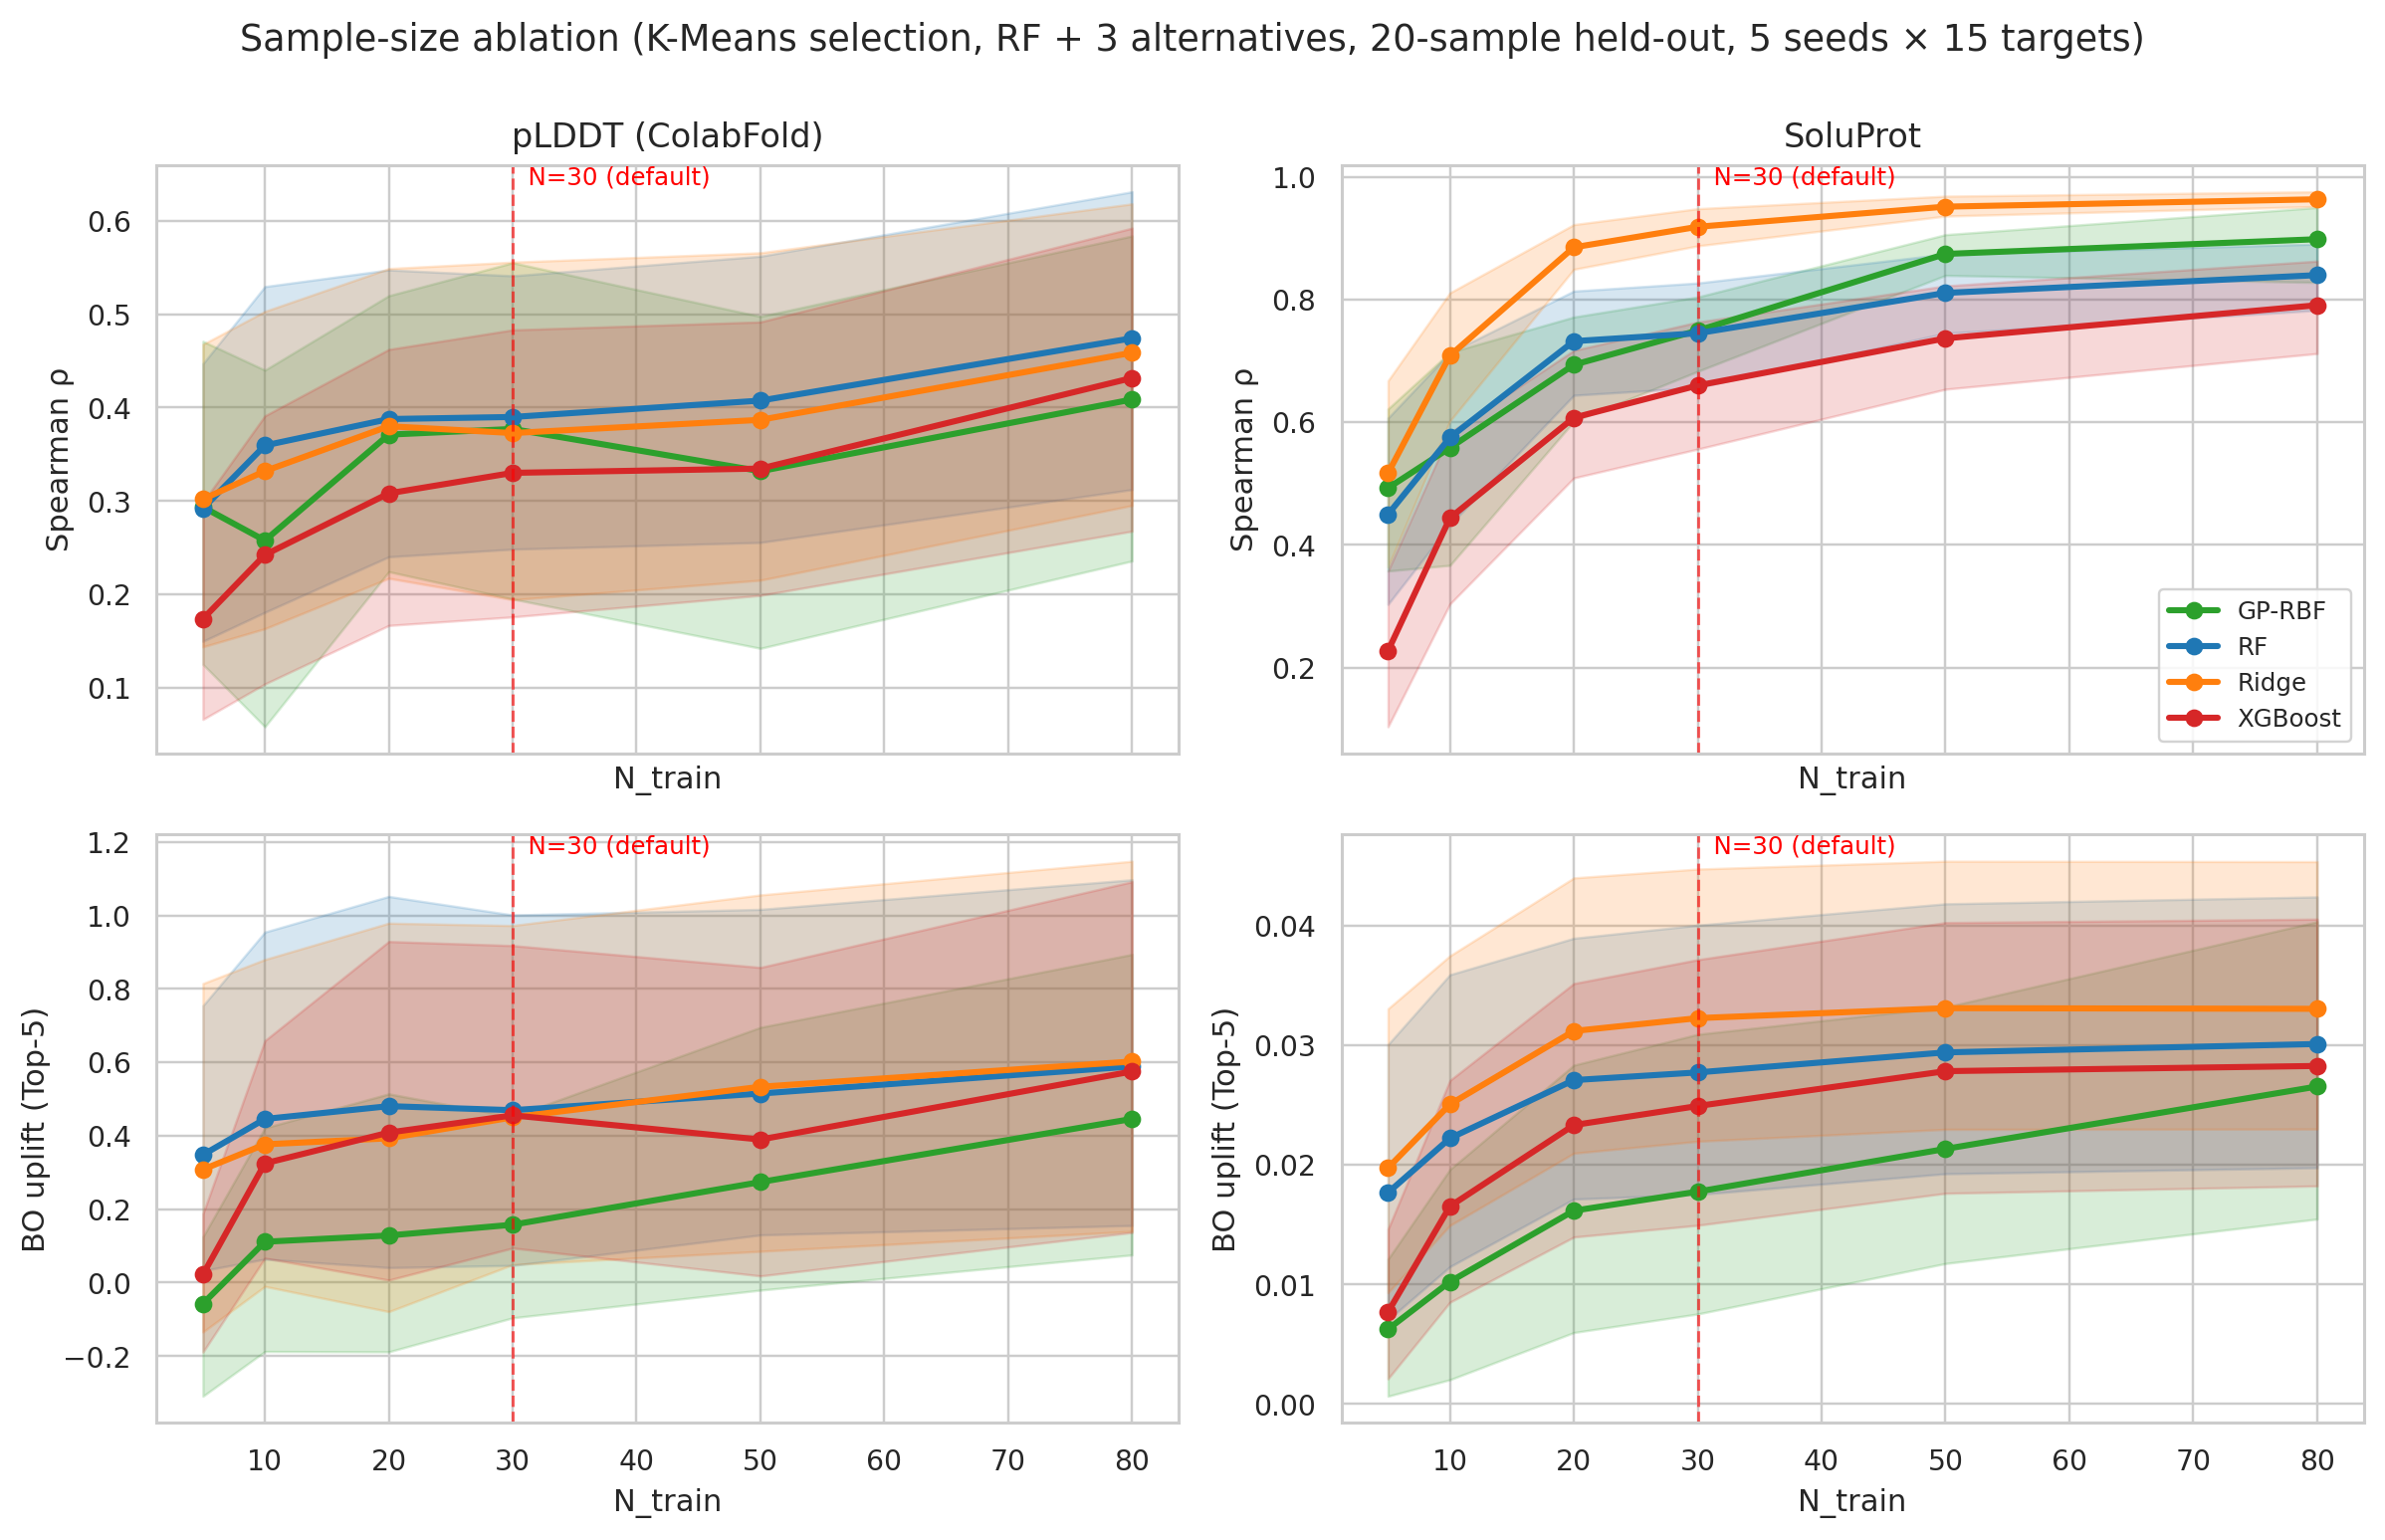 Sample-size ablation (K-Means selection, RF + 3 alternatives, 20-sample held-out, 5 seeds × 15 targets)
pLDDT (ColabFold)
N=30 (default)
Spearman ρ
0.6
0.5
0.4
0.3
0.2
0.1
N_train
SoluProt
N=30 (default)
Spearman ρ
1.0
0.8
0.6
0.4
0.2
GP-RBF
RF
Ridge
XGBoost
N_train
N=30 (default)
BO uplift (Top-5)
1.2
1.0
0.8
0.6
0.4
0.2
0.0
−0.2
10 20 30 40 50 60 70 80
N_train
N=30 (default)
BO uplift (Top-5)
0.04
0.03
0.02
0.01
0.00
10 20 30 40 50 60 70 80
N_train